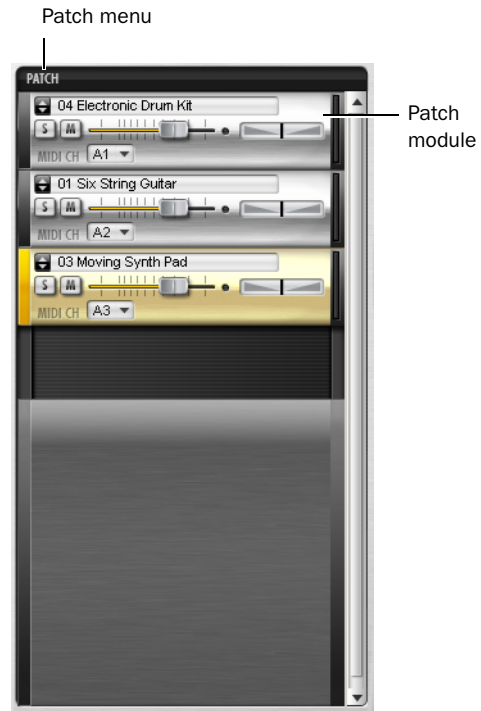 Patch menu
PATCH
04 Electronic Drum Kit
S M
MIDI CH A1
Patch
module
01 Six String Guitar
S M
MIDI CH A2
03 Moving Synth Pad
S M
MIDI CH A3